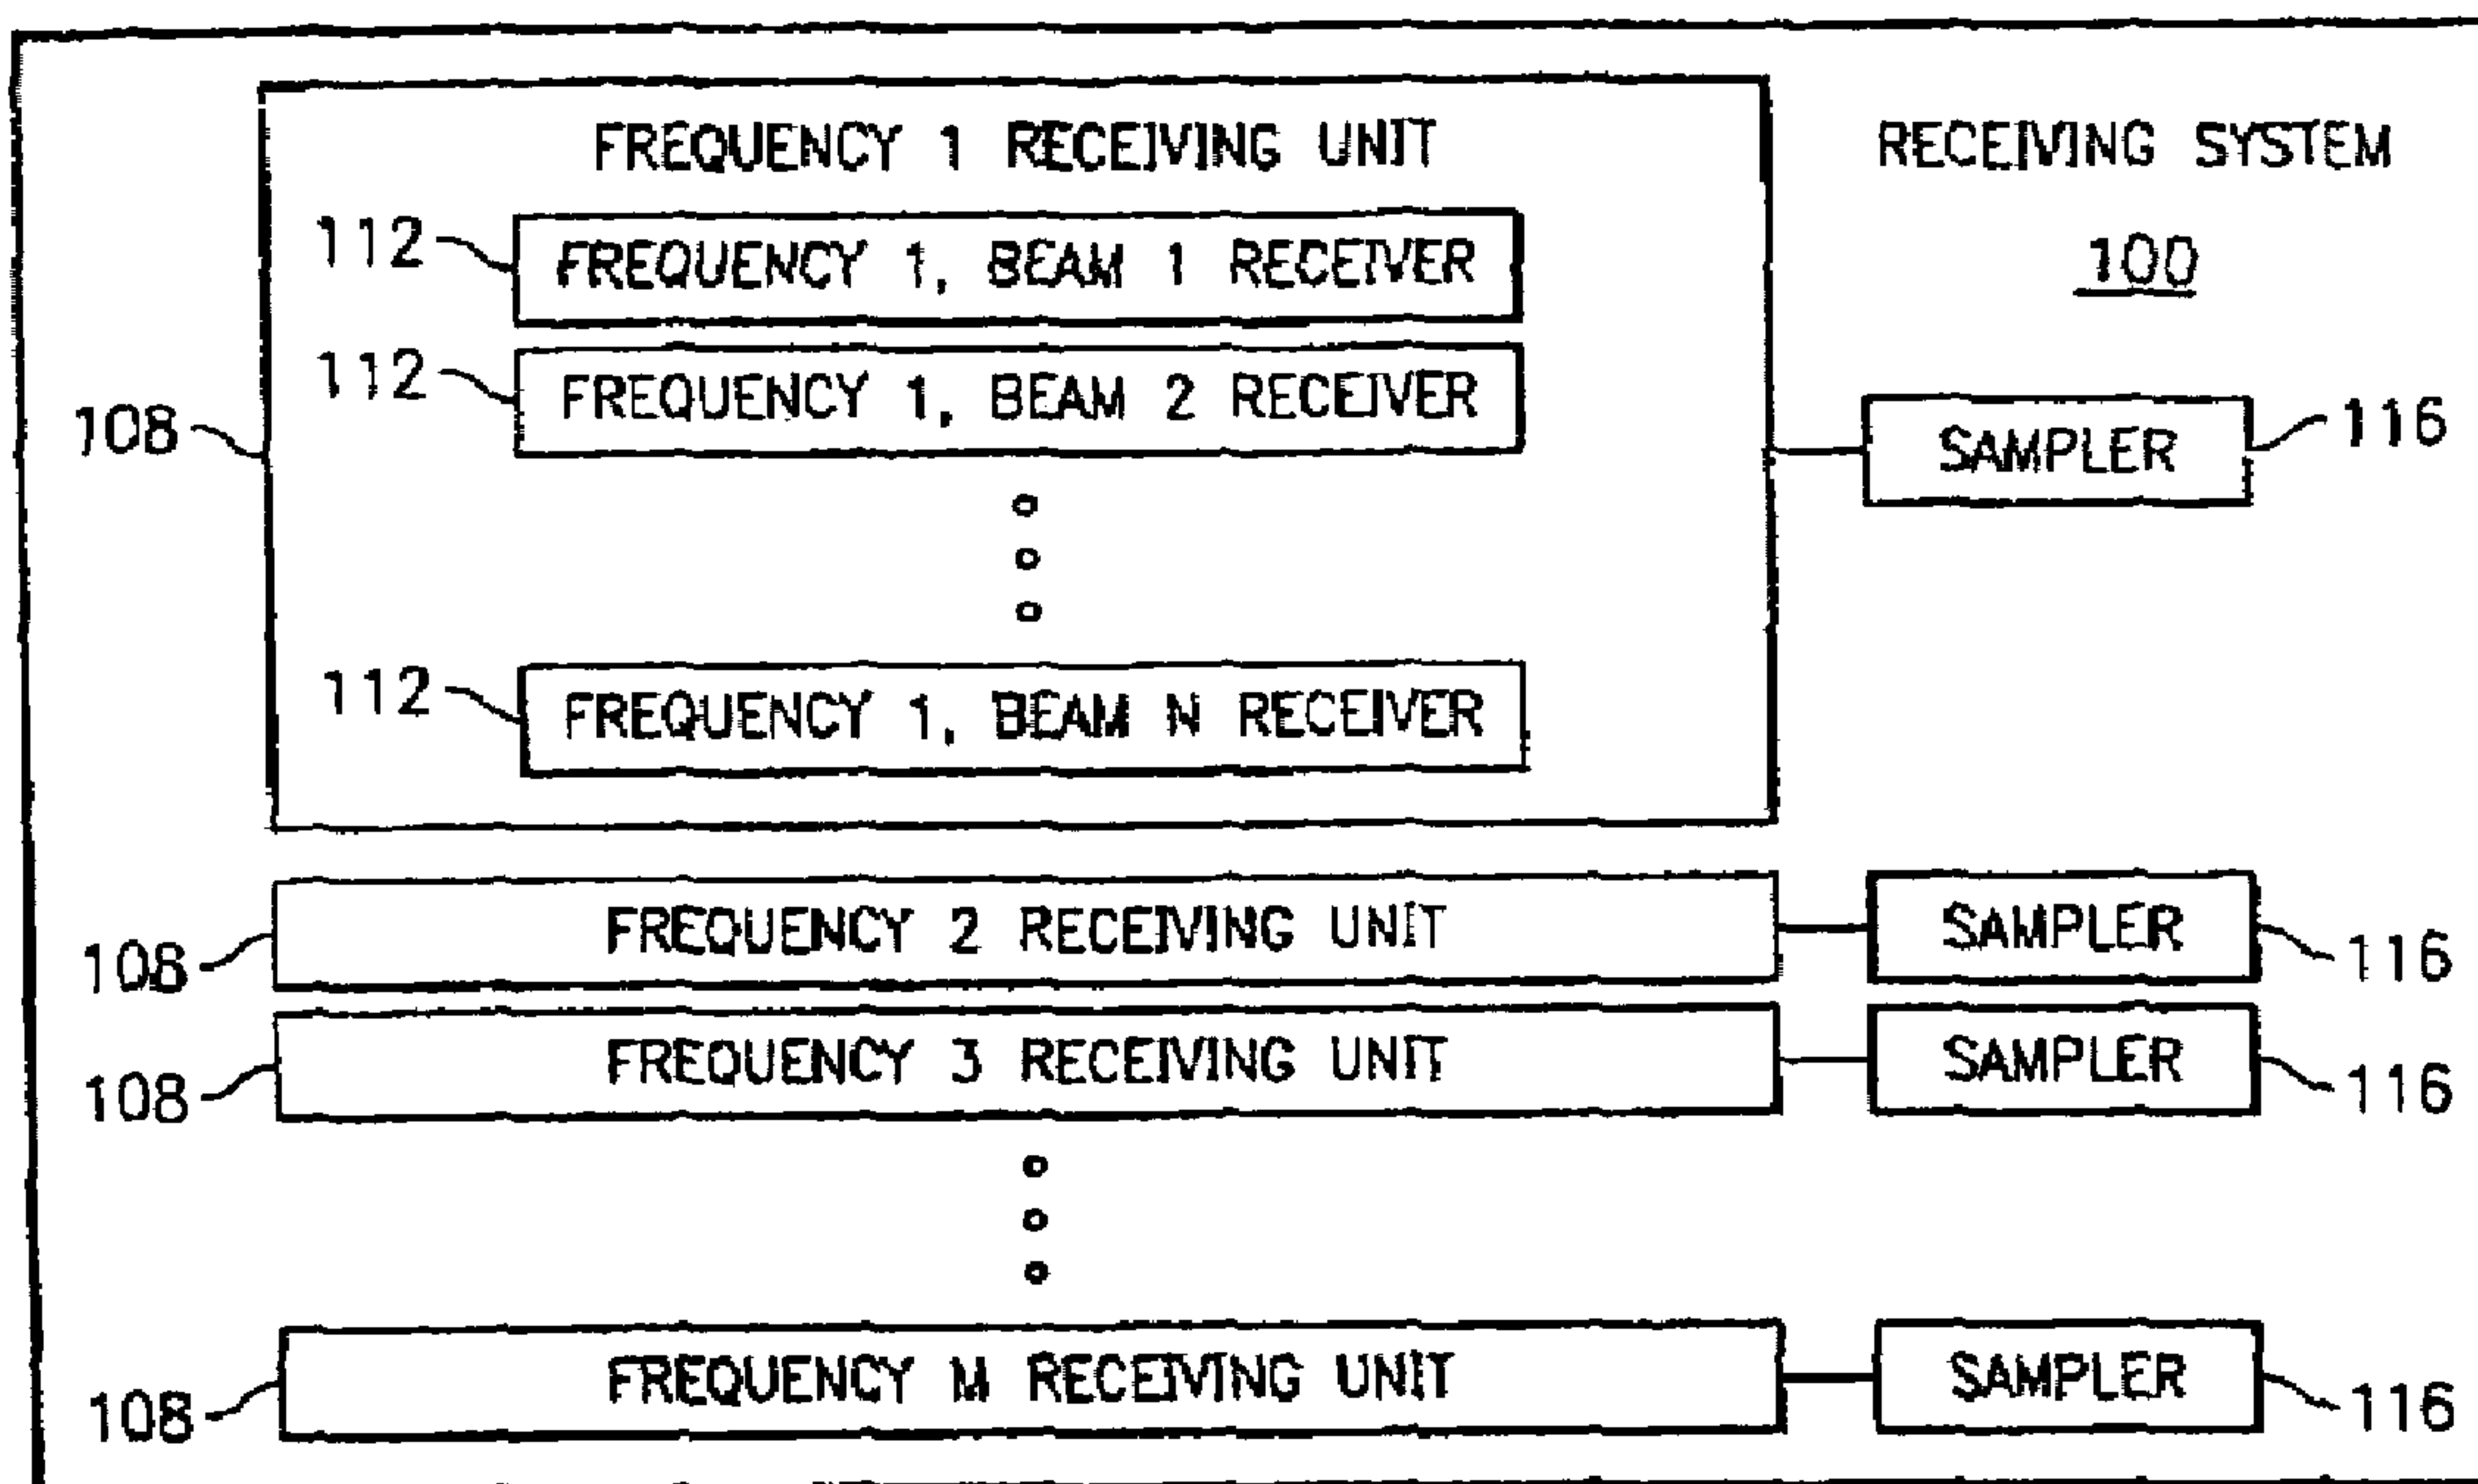 FREQUENCY 1 RECEIVING UNIT
RECEIVING SYSTEM
100
112
FREQUENCY 1, BEAM 1 RECEIVER
112
FREQUENCY 1, BEAM 2 RECEIVER
108
SAMPLER
116
112
FREQUENCY 1, BEAM N RECEIVER
108
FREQUENCY 2 RECEIVING UNIT
SAMPLER
116
108
FREQUENCY 3 RECEIVING UNIT
SAMPLER
116
108
FREQUENCY M RECEIVING UNIT
SAMPLER
116